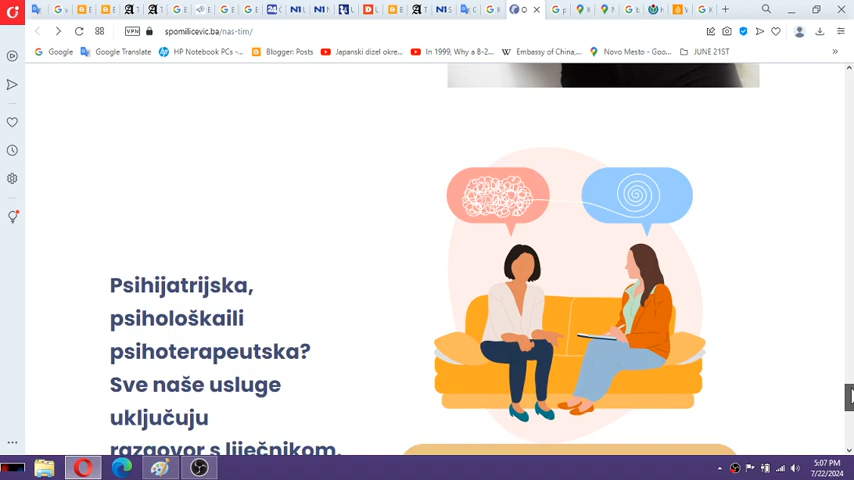 VPN
spomilicevic.ba/nas-tim/
Google
Google Translate
HP Notebook PCs -...
Blogger: Posts
Japanski dizel okre...
In 1999, Why a B-2...
Embassy of China,...
Novo Mesto - Goo...
JUNE 21ST
Psihijatrijska,
psihološkaili
psihoterapeutska?
Sve naše usluge
uključuju
razgovor s liječnikom.
5:07 PM
7/22/2024